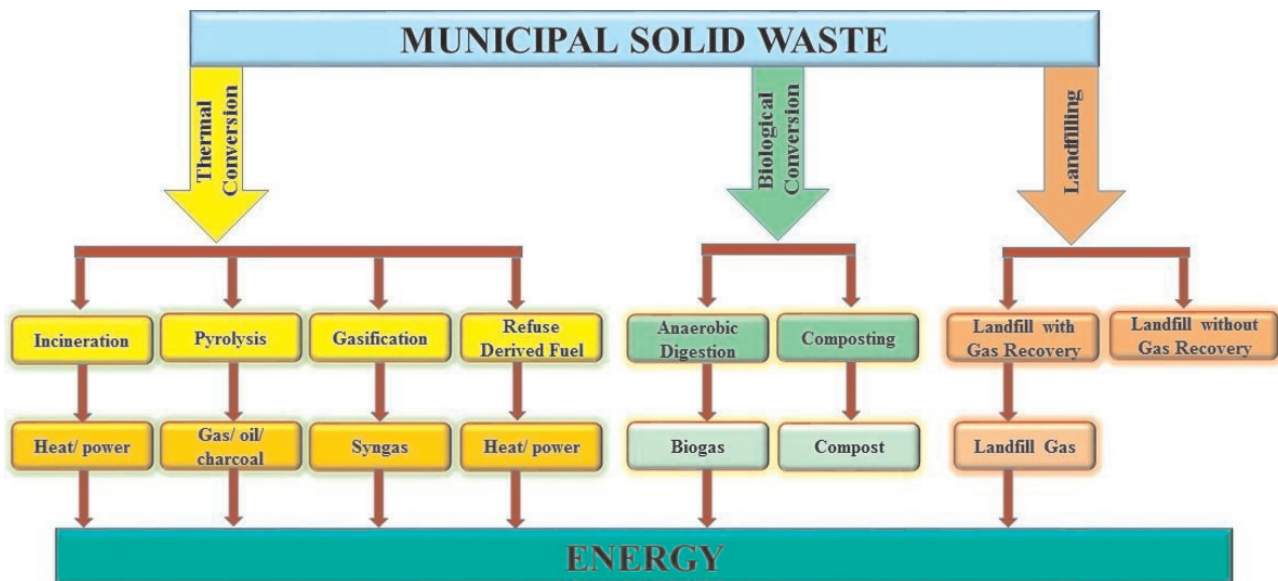 MUNICIPAL SOLID WASTE
Thermal
Conversion
Biological
Conversion
Landfilling
Incineration
Pyrolysis
Gasification
Refuse
Derived Fuel
Anaerobic
Digestion
Composting
Landfill with
Gas Recovery
Landfill without
Gas Recovery
Heat/ power
Gas/ oil/
charcoal
Syngas
Heat/ power
Biogas
Compost
Landfill Gas
ENERGY